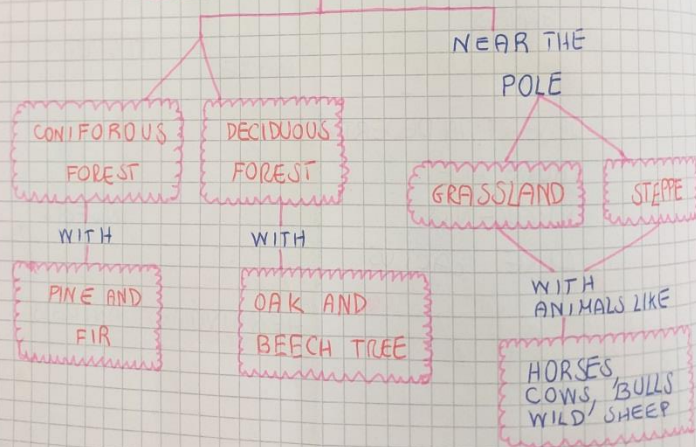 NEAR THE
POLE
CONIFOROUS
FOREST
DECIDUOUS
FOREST
GRASSLAND
STEPPE
WITH
WITH
PINE AND
FIR
OAK AND
BEECH TREE
WITH
ANIMALS LIKE
HORSES,
COWS, 'BULLS
WILD' SHEEP